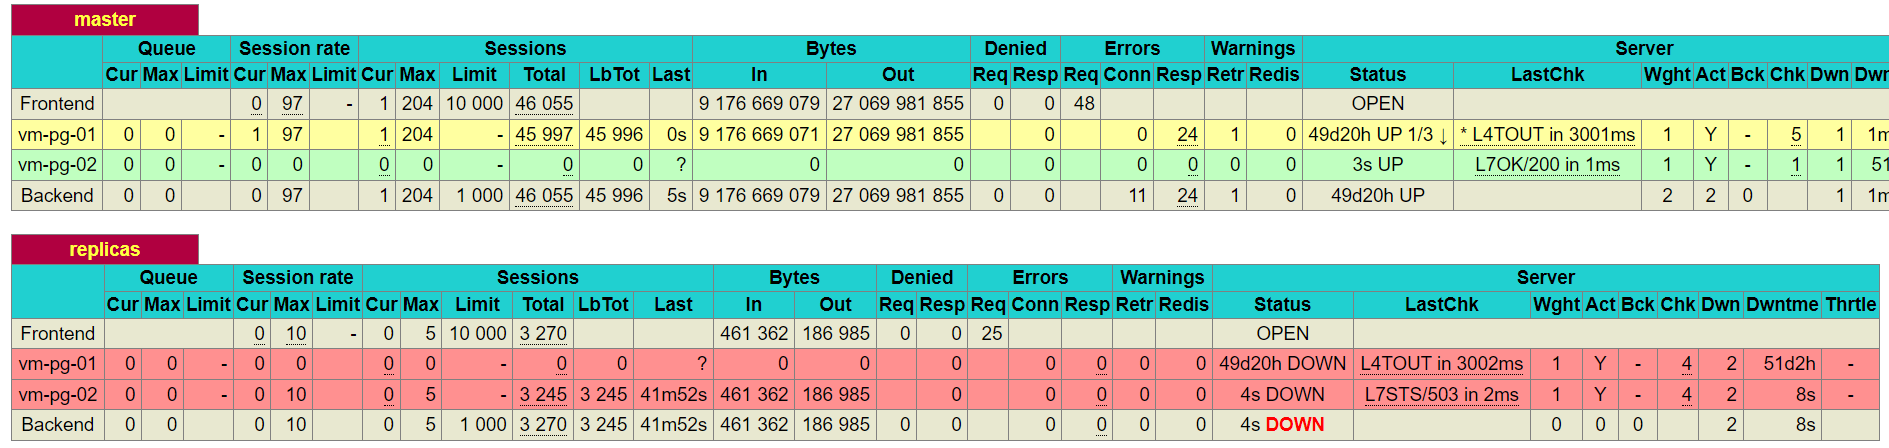 master
Queue Session rate Sessions Bytes Denied Errors Warnings Server
Cur Max Limit Cur Max Limit Cur Max Limit Total LbTot Last In Out Req Resp Req Conn Resp Retr Redis Status LastChk Wght Act Bck Chk Dwn Dwn
Frontend 0 97 - 1 204 10 000 46 055 9 176 669 079 27 069 981 855 0 0 48 OPEN
vm-pg-01 0 0 - 1 97 1 204 - 45 997 45 996 0s 9 176 669 071 27 069 981 855 0 0 24 1 0 49d20h UP 1/3 ↓ * L4TOUT in 3001ms 1 Y - 5 1 1m
vm-pg-02 0 0 - 0 0 0 0 - 0 0 ? 0 0 0 0 0 0 0 3s UP L7OK/200 in 1ms 1 Y - 1 1 51
Backend 0 0 0 97 1 204 1 000 46 055 45 996 5s 9 176 669 079 27 069 981 855 0 0 11 24 1 0 49d20h UP 2 2 0 1 1m
replicas
Queue Session rate Sessions Bytes Denied Errors Warnings Server
Cur Max Limit Cur Max Limit Cur Max Limit Total LbTot Last In Out Req Resp Req Conn Resp Retr Redis Status LastChk Wght Act Bck Chk Dwn Dwntme Thrtle
Frontend 0 10 - 0 5 10 000 3 270 461 362 186 985 0 0 25 OPEN
vm-pg-01 0 0 - 0 0 0 0 - 0 0 ? 0 0 0 0 0 0 0 49d20h DOWN L4TOUT in 3002ms 1 Y - 4 2 51d2h -
vm-pg-02 0 0 - 0 10 0 5 - 3 245 3 245 41m52s 461 362 186 985 0 0 0 0 0 4s DOWN L7STS/503 in 2ms 1 Y - 4 2 8s -
Backend 0 0 0 10 0 5 1 000 3 270 3 245 41m52s 461 362 186 985 0 0 0 0 0 0 4s DOWN 0 0 0 2 8s